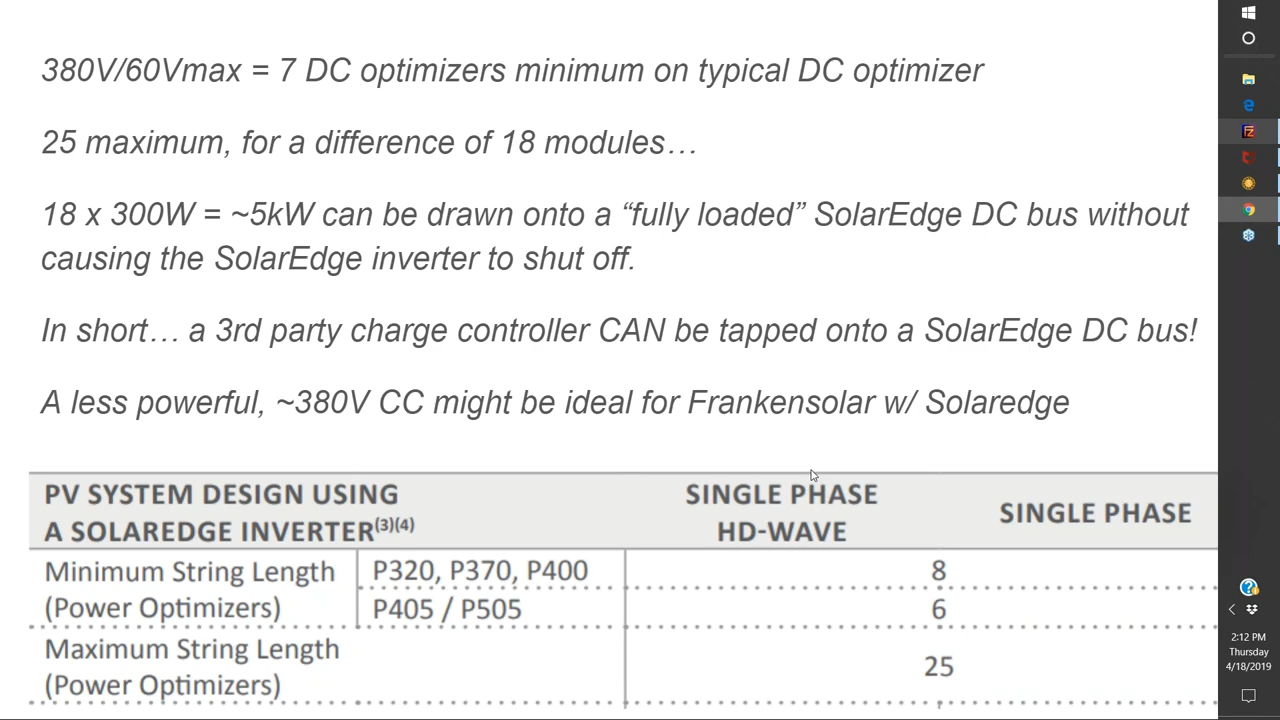 380V/60Vmax = 7 DC optimizers minimum on typical DC optimizer
25 maximum, for a difference of 18 modules…
18 x 300W = ~5kW can be drawn onto a “fully loaded” SolarEdge DC bus without
causing the SolarEdge inverter to shut off.
In short… a 3rd party charge controller CAN be tapped onto a SolarEdge DC bus!
A less powerful, ~380V CC might be ideal for Frankensolar w/ Solaredge
PV SYSTEM DESIGN USING
A SOLAREDGE INVERTER(3)(4)
SINGLE PHASE
HD-WAVE
SINGLE PHASE
Minimum String Length
(Power Optimizers)
P320, P370, P400
8
P405 / P505
6
Maximum String Length
(Power Optimizers)
25
2:12 PM
Thursday
4/18/2019